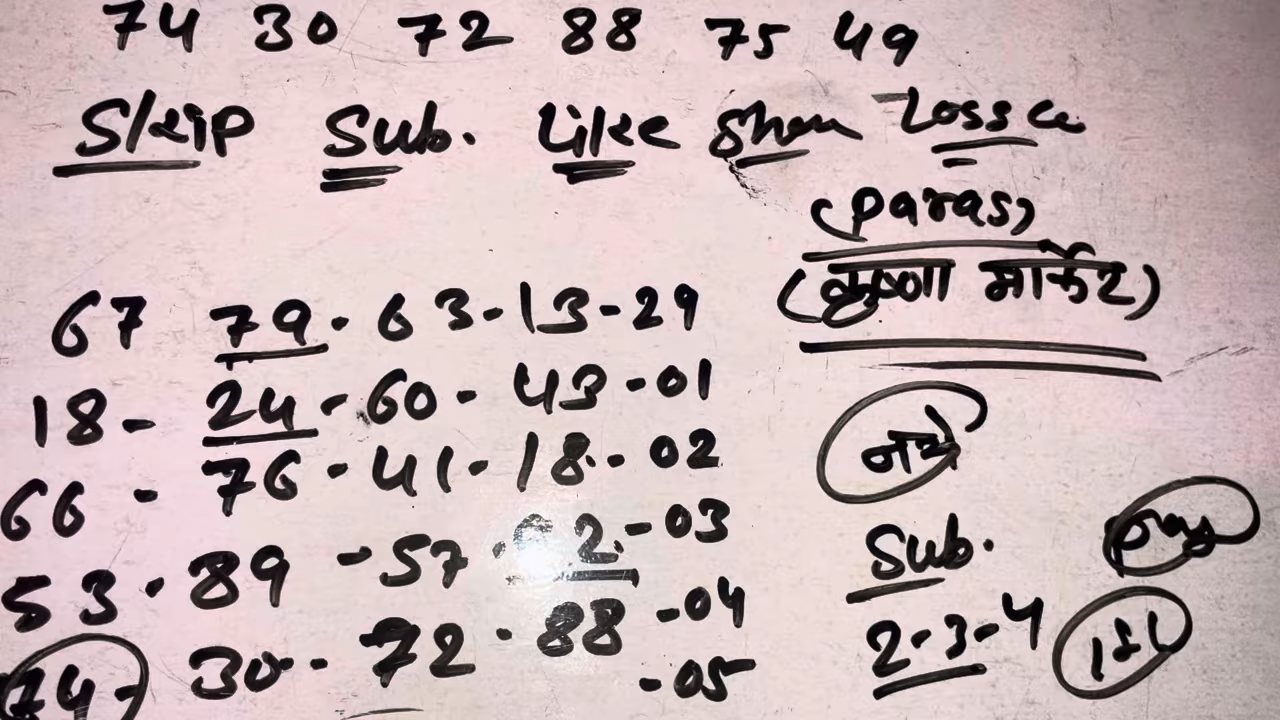 74 30 72 88 75 49
Skip Sub. Like Loss
(Paras)
(कृष्णा मार्केट)
67 79 - 63 - 13 - 29
18 - 24 - 60 - 43 - 01
66 - 76 - 41 - 18 - 02
53 - 89 - 57 - 2 - 03
74 - 30 - 72 - 88 - 04
- 05
नये
Sub.
2-3-4